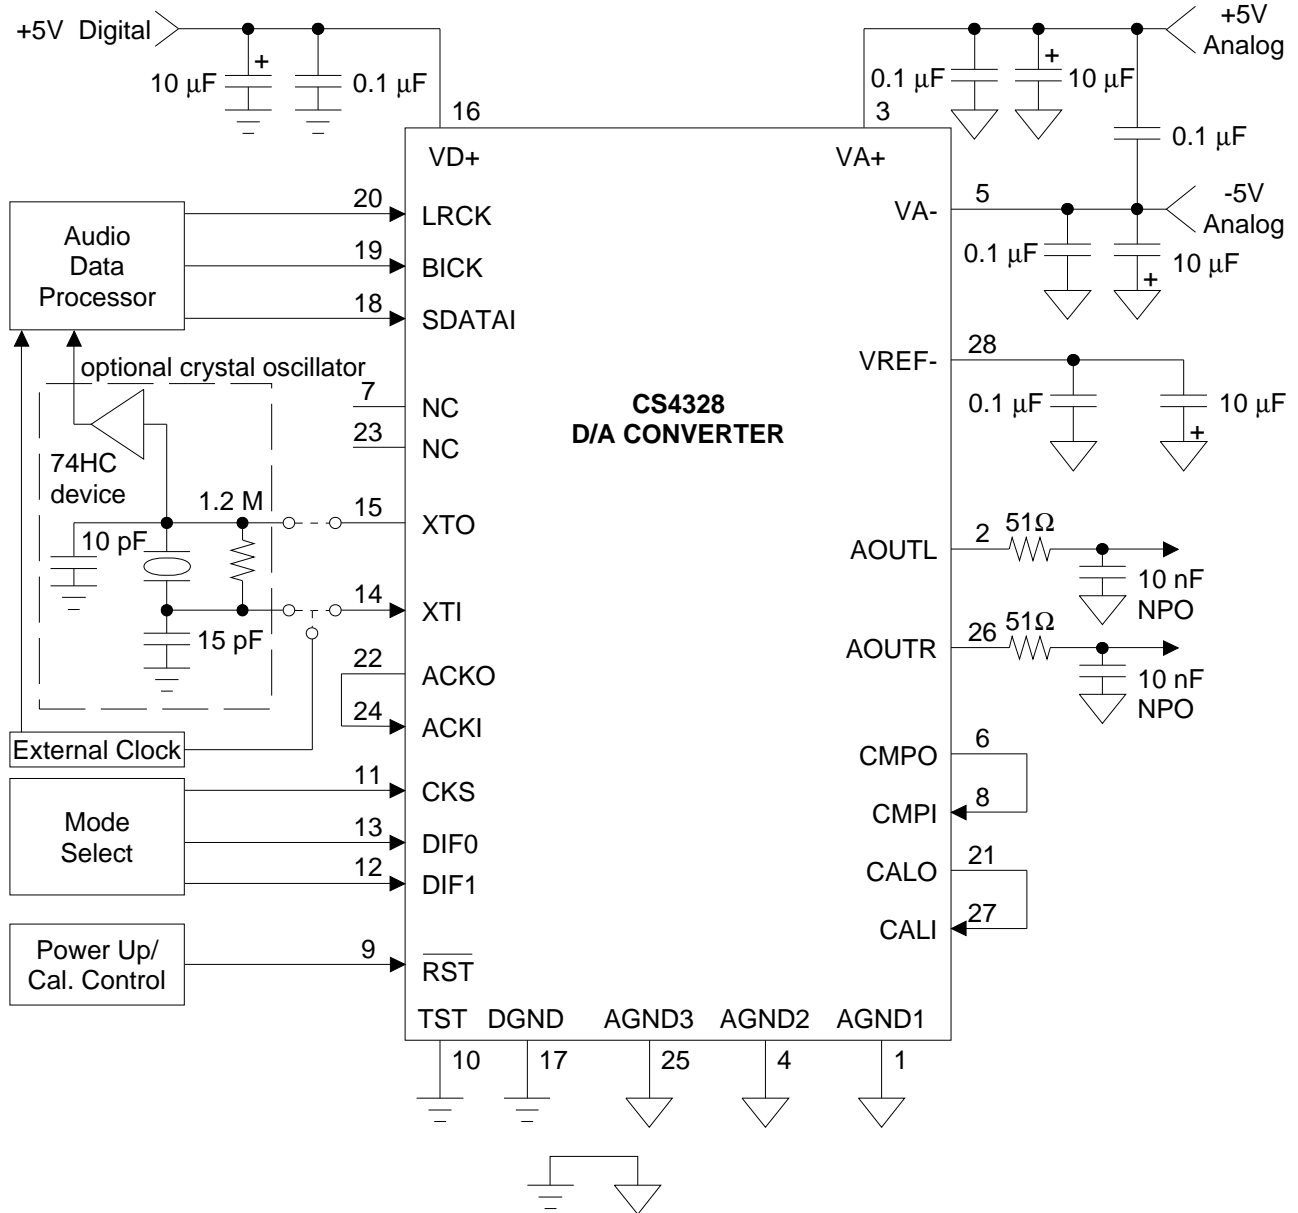 +5V Digital
+
10 µF
0.1 µF
16
+5V
Analog
0.1 µF
+
10 µF
3
0.1 µF
VD+
VA+
Audio
Data
Processor
20
LRCK
19
BICK
18
SDATAI
5
VA-
-5V
Analog
0.1 µF
10 µF
+
optional crystal oscillator
7
NC
23
NC
CS4328
D/A CONVERTER
VREF-
28
0.1 µF
10 µF
+
74HC
device
1.2 M
15
XTO
10 pF
14
XTI
15 pF
AOUTL
2
51Ω
10 nF
NPO
AOUTR
26
51Ω
10 nF
NPO
22
ACKO
24
ACKI
External Clock
CMPO
6
8
CMPI
Mode
Select
11
CKS
13
DIF0
12
DIF1
CALO
21
27
CALI
Power Up/
Cal. Control
9
RST
TST
DGND
AGND3
AGND2
AGND1
10
17
25
4
1